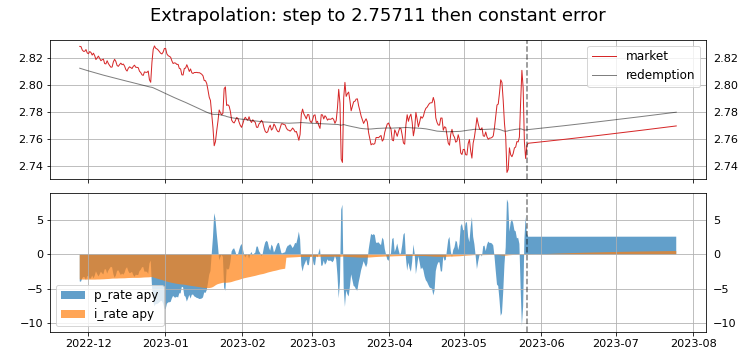 Extrapolation: step to 2.75711 then constant error
2.82 2.82
2.80 2.80
2.78 2.78
2.76 2.76
2.74 2.74
market
redemption
5 5
0 0
−5 −5
−10 −10
p_rate apy
i_rate apy
2022-12 2023-01 2023-02 2023-03 2023-04 2023-05 2023-06 2023-07 2023-08